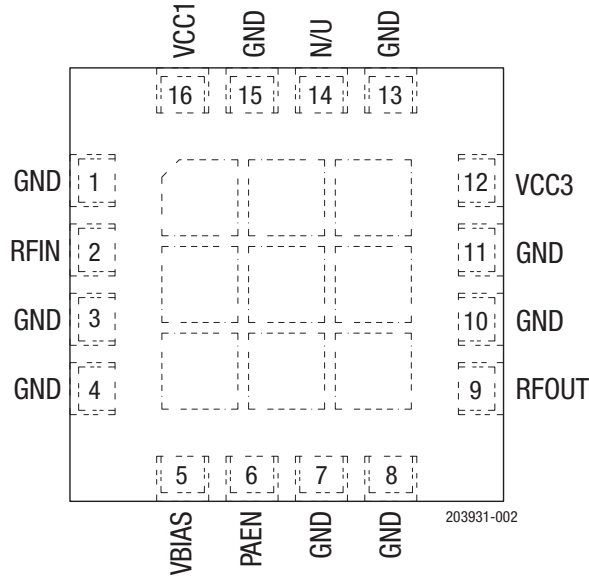 VCC1 GND N/U GND
16 15 14 13
GND 1 12 VCC3
RFIN 2 11 GND
GND 3 10 GND
GND 4 9 RFOUT
5 6 7 8
VBIAS PAEN GND GND
203931-002